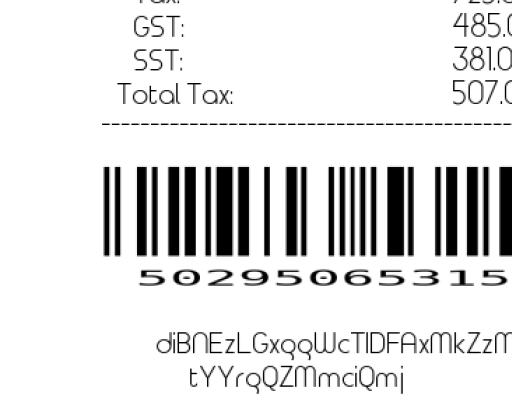 GST: 485.0
SST: 381.0
Total Tax: 507.0
50295065315
diBNEzLGxqqWcTIDFAxMkZzM
tYYrqQZMmciQmj